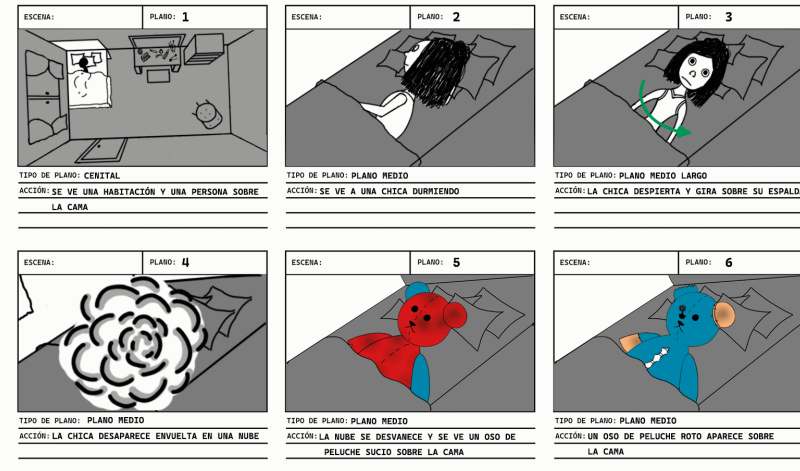 ESCENA: PLANO: 1
TIPO DE PLANO: CENITAL
ACCIÓN: SE VE UNA HABITACIÓN Y UNA PERSONA SOBRE
LA CAMA
ESCENA: PLANO: 2
TIPO DE PLANO: PLANO MEDIO
ACCIÓN: SE VE A UNA CHICA DURMIENDO
ESCENA: PLANO: 3
TIPO DE PLANO: PLANO MEDIO LARGO
ACCIÓN: LA CHICA DESPIERTA Y GIRA SOBRE SU
ESCENA: PLANO: 4
TIPO DE PLANO: PLANO MEDIO
ACCIÓN: LA CHICA DESAPARECE ENVUELTA EN UNA NUBE
ESCENA: PLANO: 5
TIPO DE PLANO: PLANO MEDIO
ACCIÓN: LA NUBE SE DESVANECE Y SE VE UN OSO DE
PELUCHE SUCIO SOBRE LA CAMA
ESCENA: PLANO: 6
TIPO DE PLANO: PLANO MEDIO
ACCIÓN: UN OSO DE PELUCHE ROTO APARECE SOBRE
LA CAMA